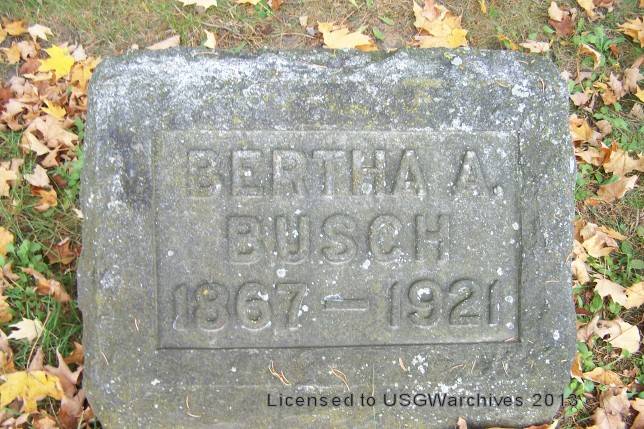 BERTHA A.
BUSCH
1867 — 1921
Licensed to USGWarchives 2013